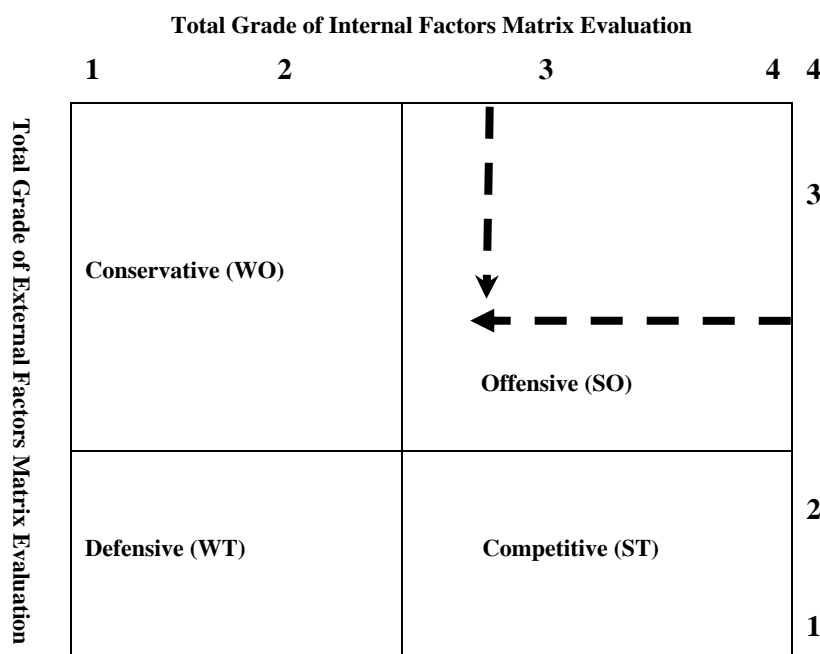 Total Grade of Internal Factors Matrix Evaluation
1 2 3 4 4
Total Grade of External Factors Matrix Evaluation
3
Conservative (WO)
Offensive (SO)
2
Defensive (WT) Competitive (ST)
1